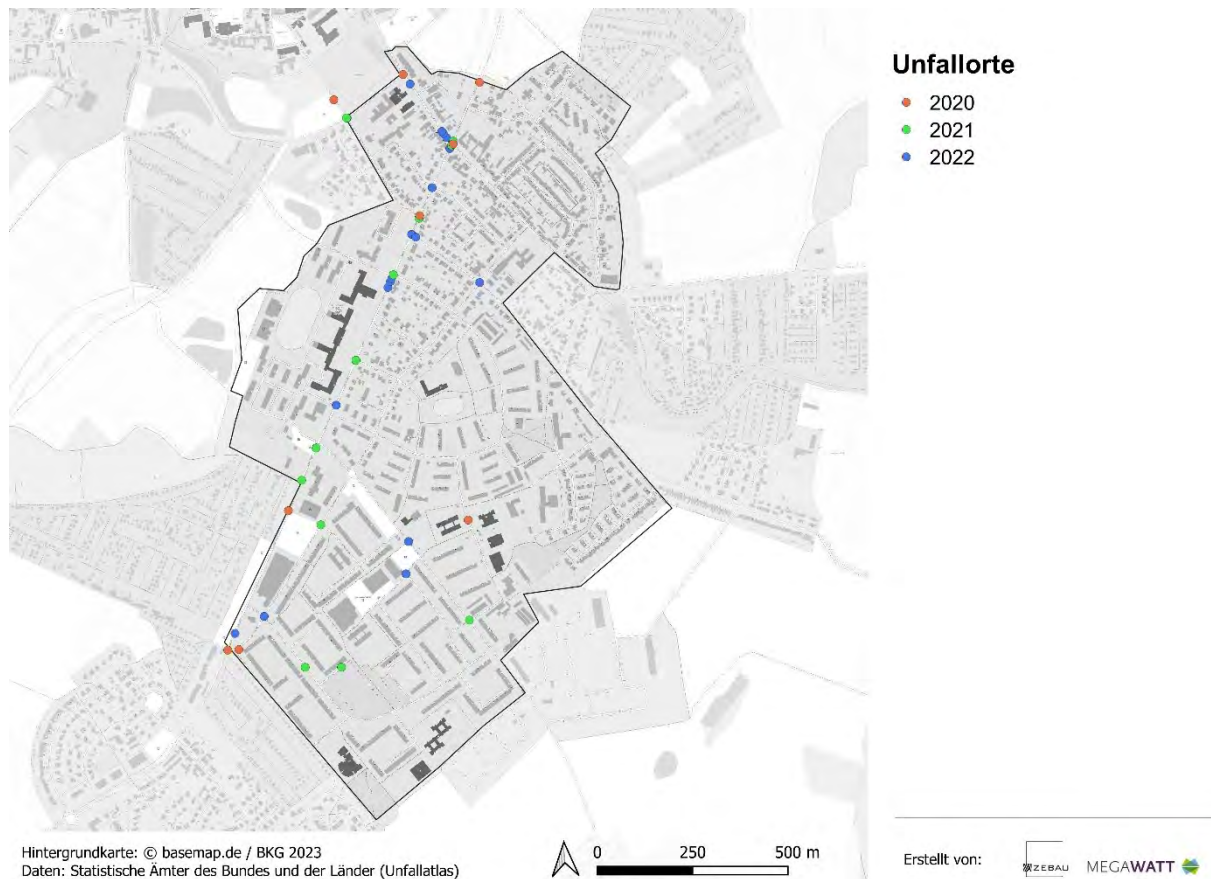 Unfallorte
2020
2021
2022
Hintergrundkarte: © basemap.de / BKG 2023
Daten: Statistische Ämter des Bundes und der Länder (Unfallatlas)
0 250 500 m
Erstellt von:
ZEBAU
MEGAWATT